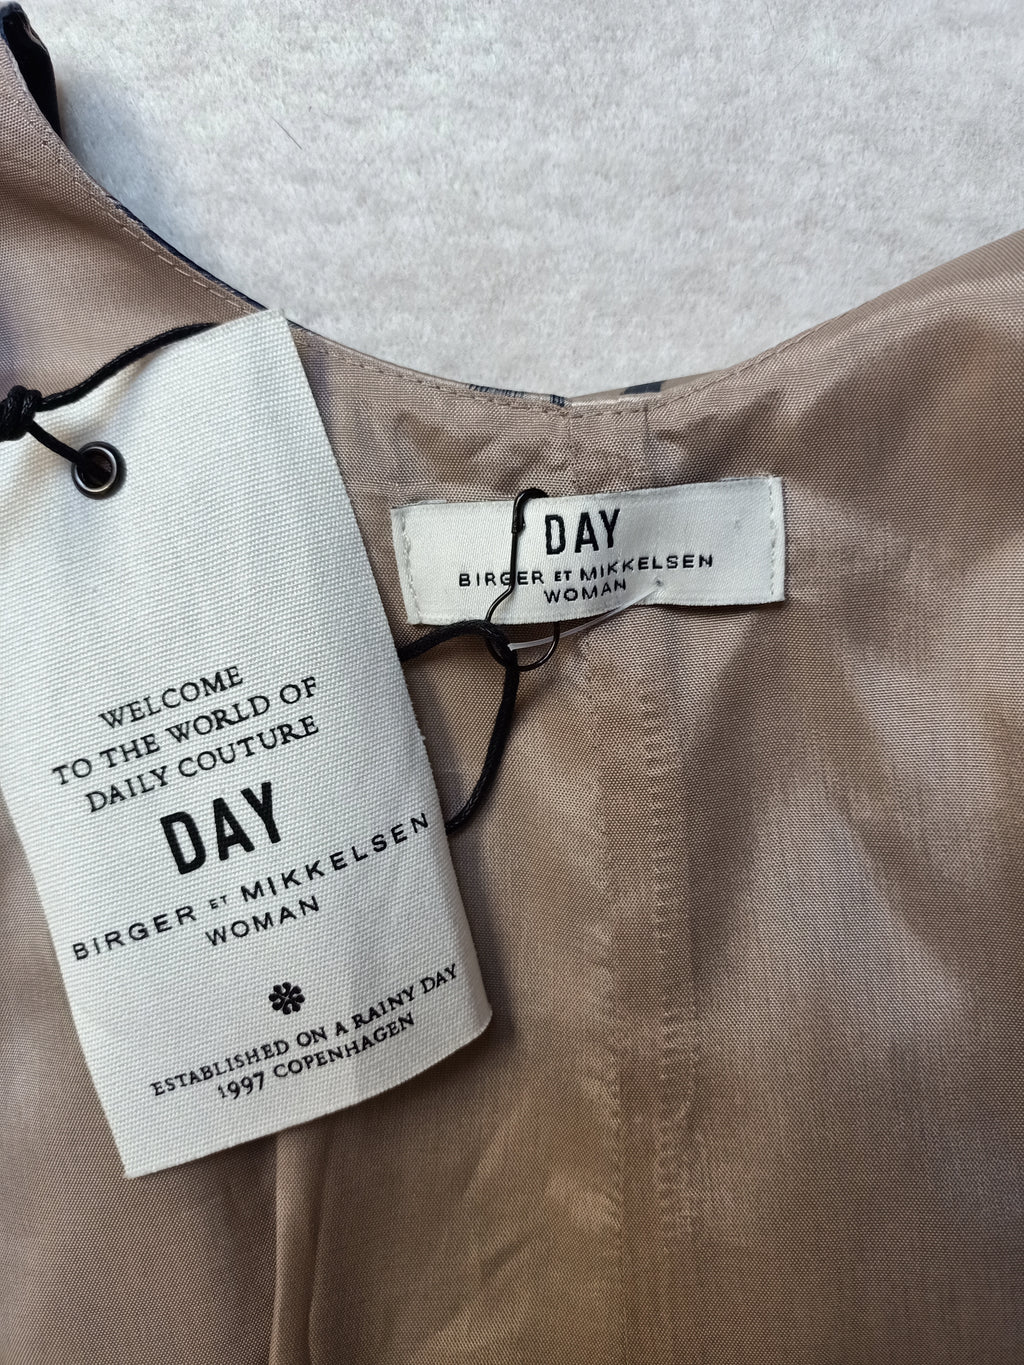 WELCOME
TO THE WORLD OF
DAILY COUTURE
DAY
BIRGER ET MIKKELSEN
WOMAN
ESTABLISHED ON A RAINY DAY
1997 COPENHAGEN
DAY
BIRGER ET MIKKELSEN
WOMAN